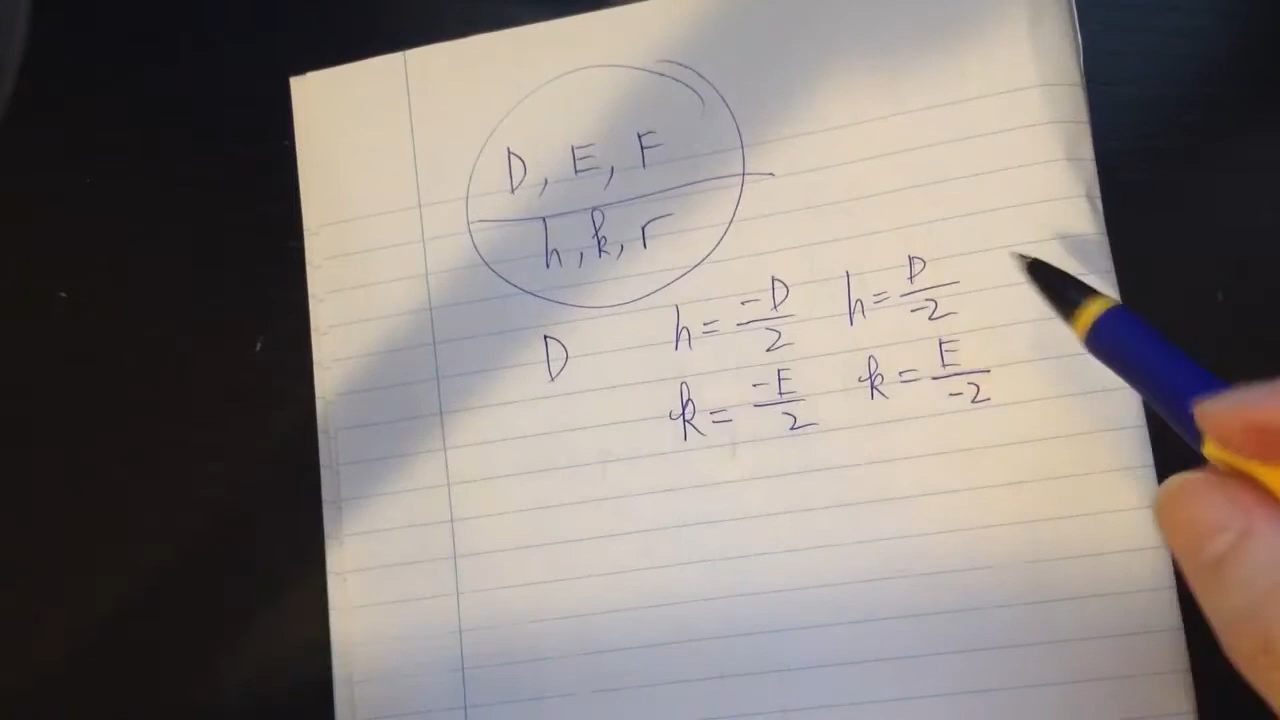 D, E, F
h, k, r
D
h = -D/2 h = D/-2
k = -E/2 k = E/-2